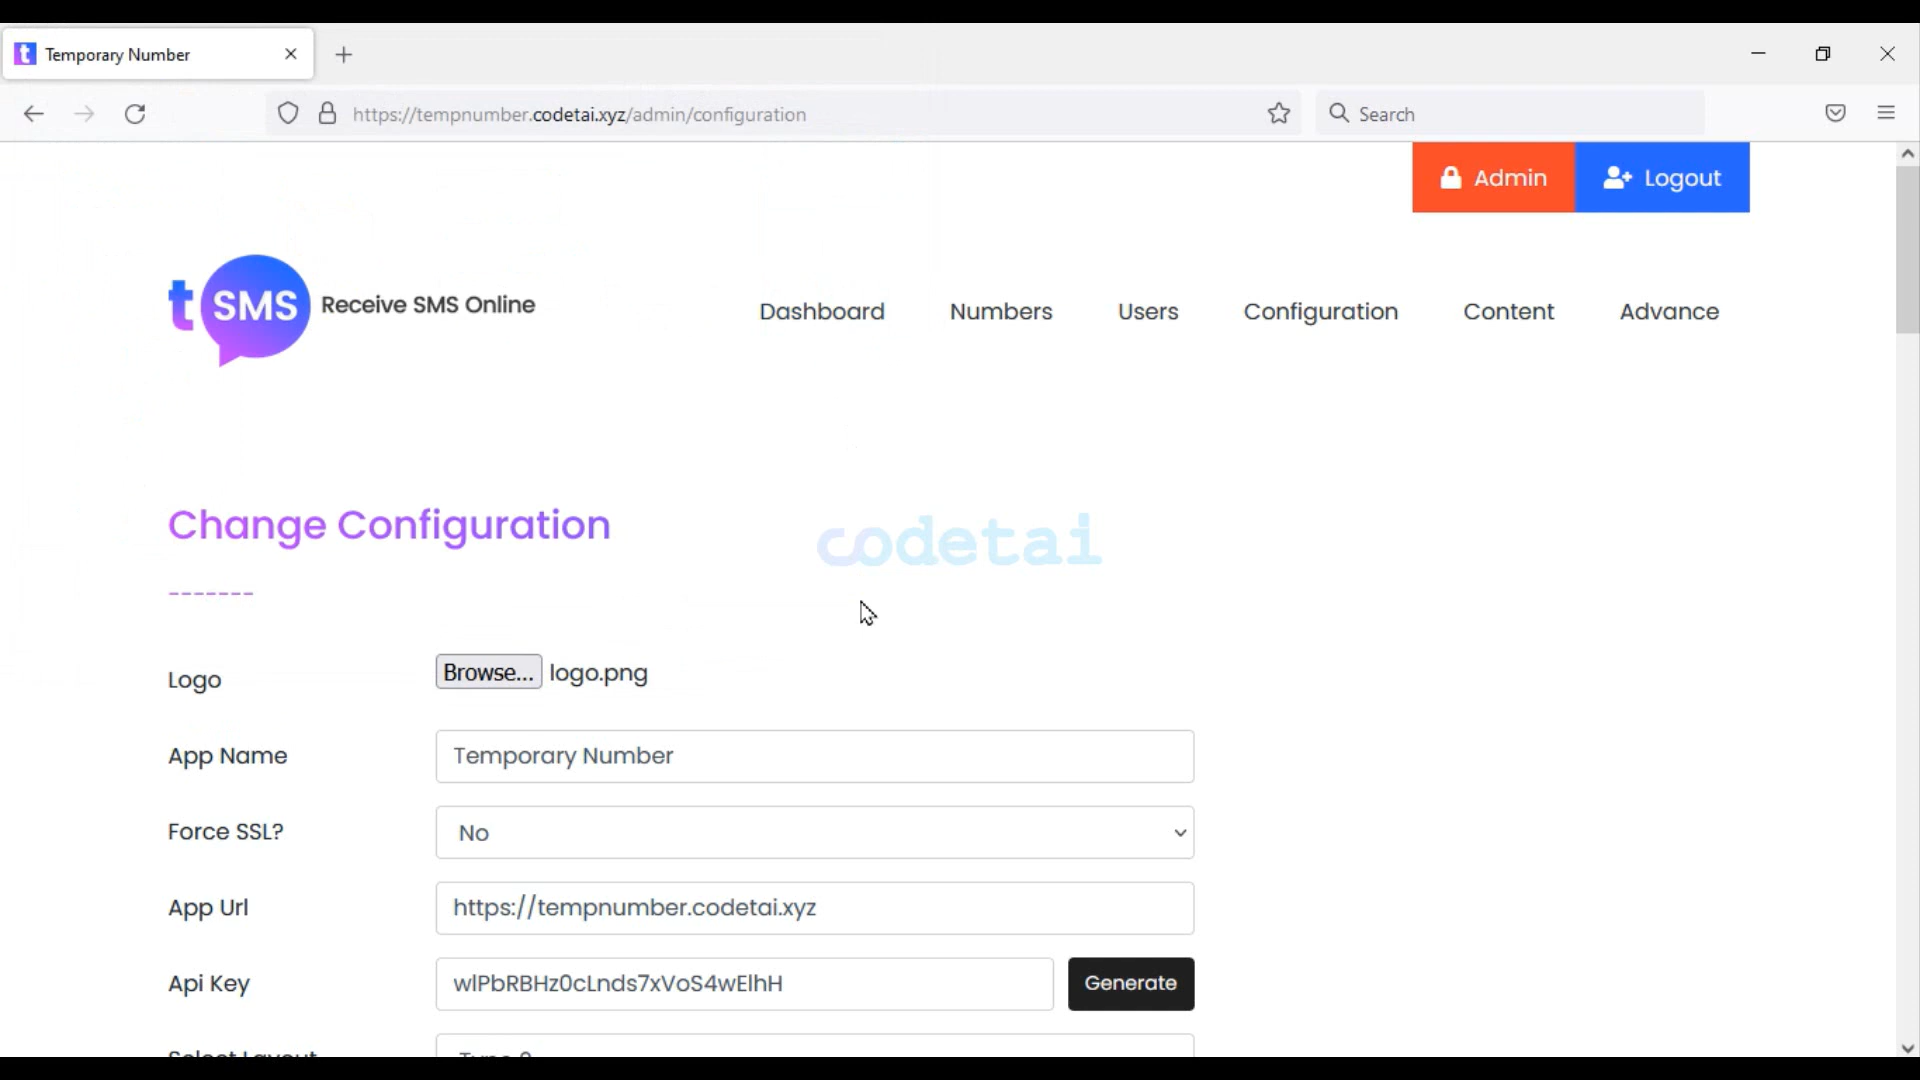 t Temporary Number
https://tempnumber.codetai.xyz/admin/configuration Search
Admin Logout
t SMS Receive SMS Online
Dashboard Numbers Users Configuration Content Advance
Change Configuration
-------
codetai
Logo Browse... logo.png
App Name Temporary Number
Force SSL? No
App Url https://tempnumber.codetai.xyz
Api Key wlPbRBHz0cLnds7xVoS4wElhH Generate
Select Layout